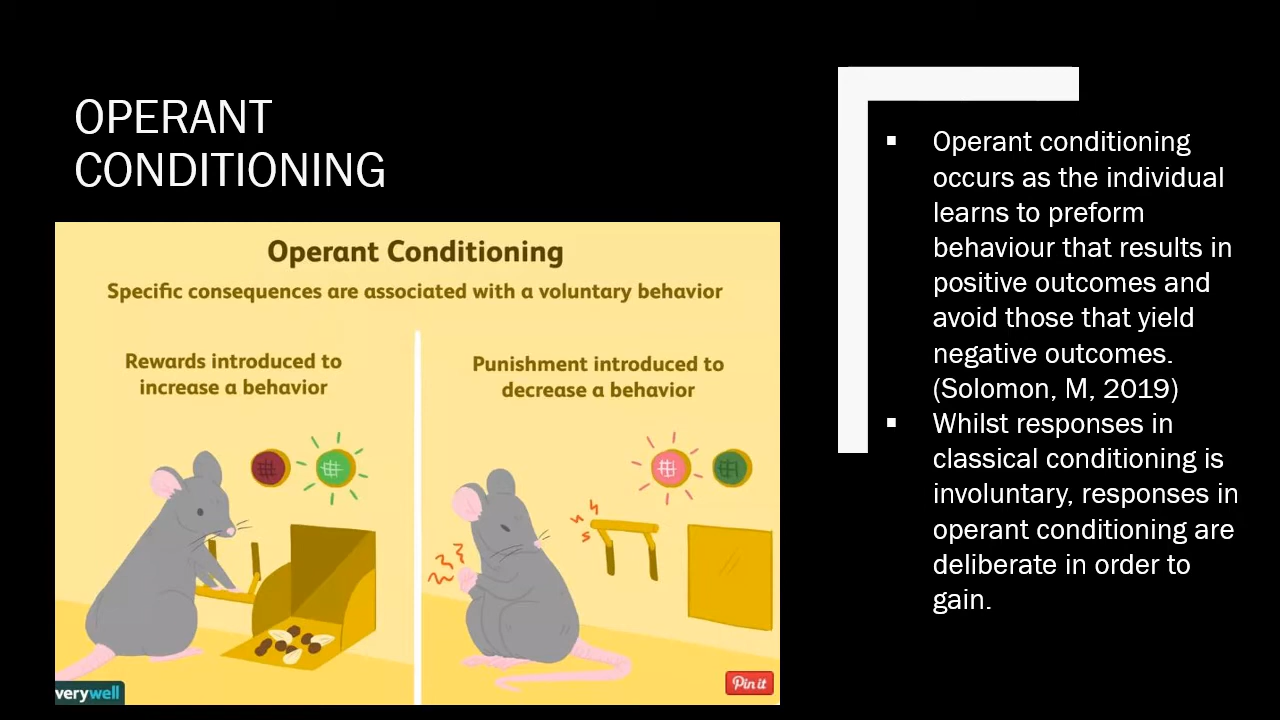 OPERANT
CONDITIONING
Operant Conditioning
Specific consequences are associated with a voluntary behavior
Rewards introduced to
increase a behavior
Punishment introduced to
decrease a behavior
verywell
Pin it
▪ Operant conditioning
occurs as the individual
learns to preform
behaviour that results in
positive outcomes and
avoid those that yield
negative outcomes.
(Solomon, M, 2019)
▪ Whilst responses in
classical conditioning is
involuntary, responses in
operant conditioning are
deliberate in order to
gain.